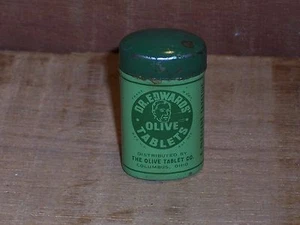 DR. EDWARDS'
OLIVE
TABLETS
DISTRIBUTED BY
THE OLIVE TABLET CO.
COLUMBUS, OHIO